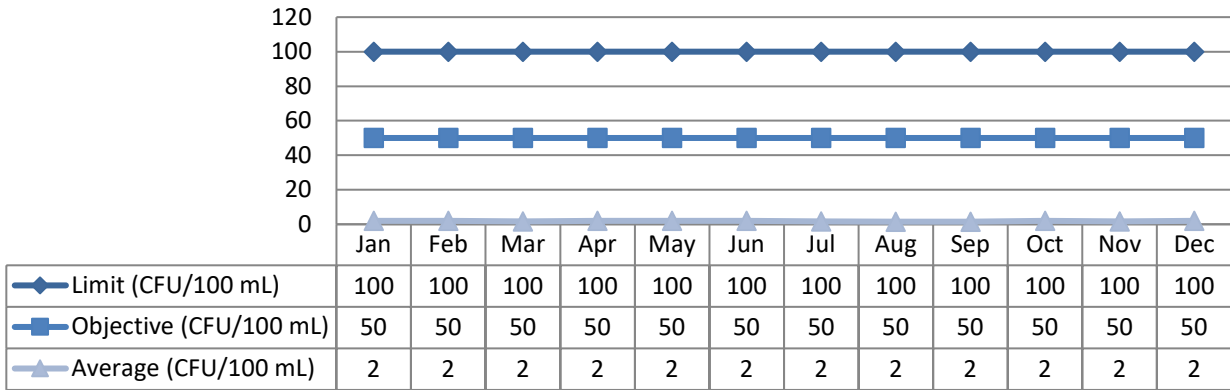 120
100
80
60
40
20
0
Jan Feb Mar Apr May Jun Jul Aug Sep Oct Nov Dec
Limit (CFU/100 mL) 100 100 100 100 100 100 100 100 100 100 100 100
Objective (CFU/100 mL) 50 50 50 50 50 50 50 50 50 50 50 50
Average (CFU/100 mL) 2 2 2 2 2 2 2 2 2 2 2 2